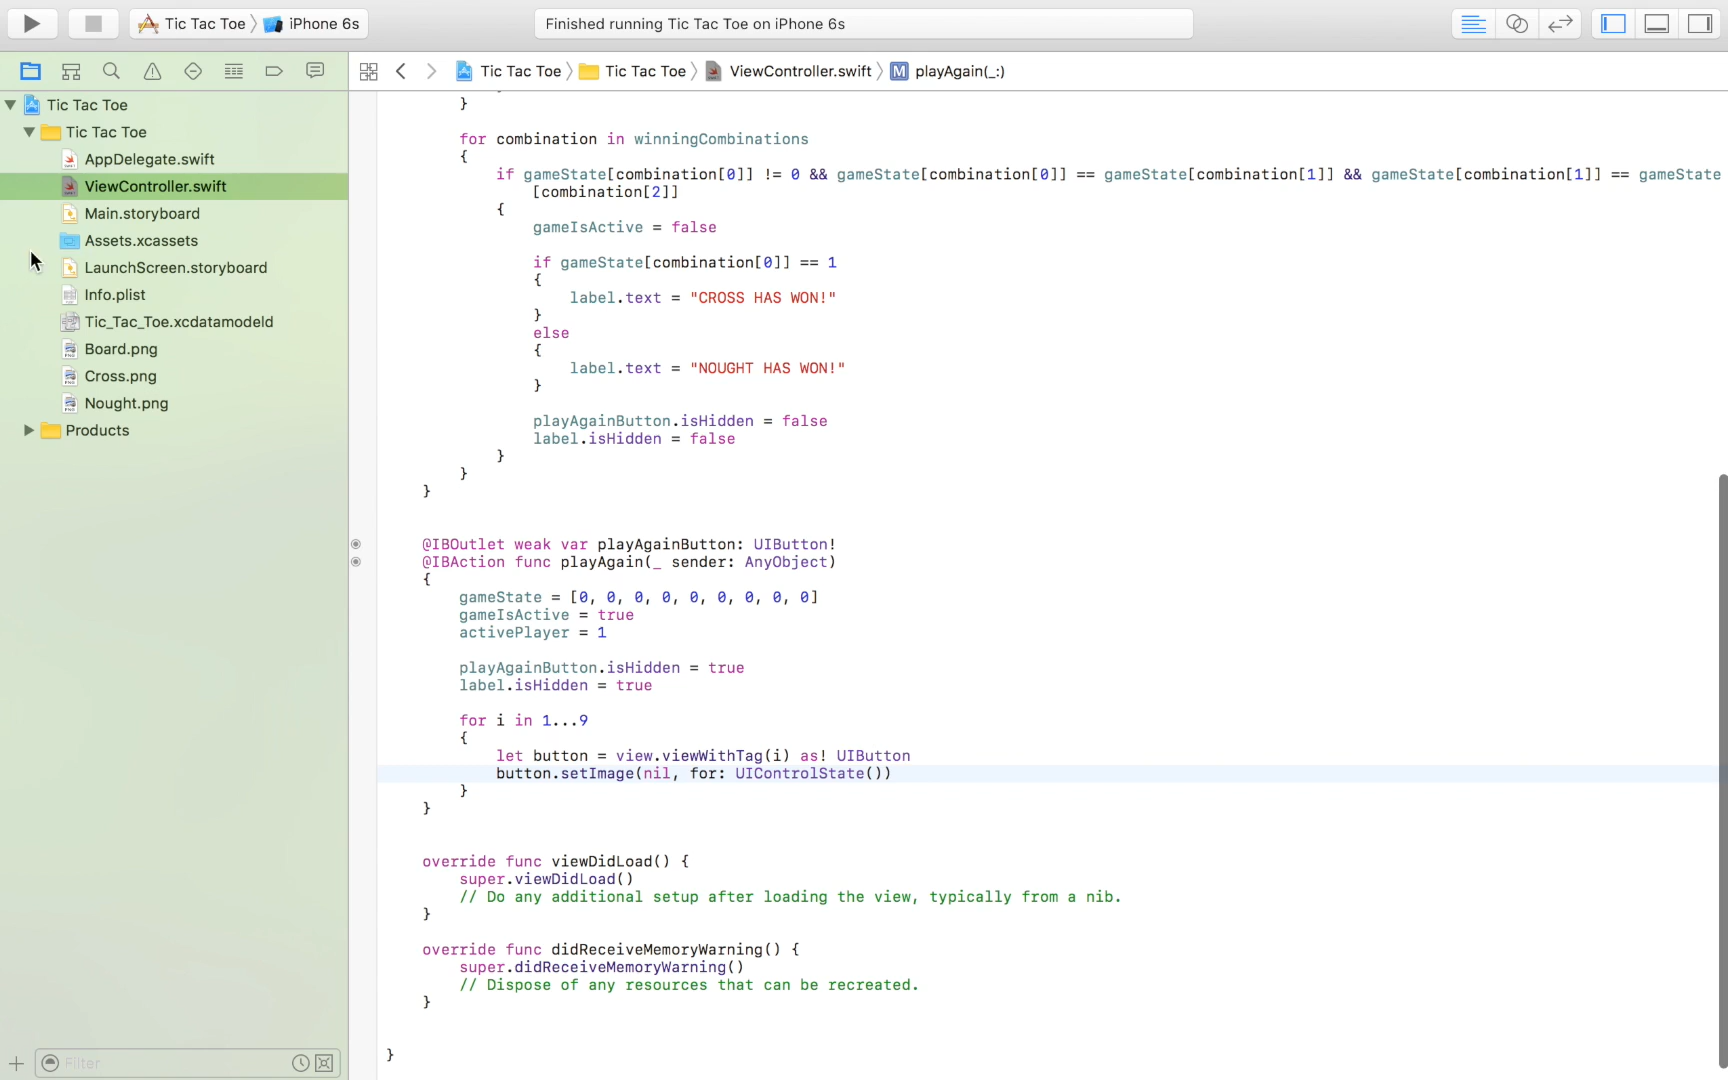 Tic Tac Toe iPhone 6s
Finished running Tic Tac Toe on iPhone 6s
Tic Tac Toe Tic Tac Toe ViewController.swift M playAgain(_:)
Tic Tac Toe
Tic Tac Toe
AppDelegate.swift
ViewController.swift
Main.storyboard
Assets.xcassets
LaunchScreen.storyboard
Info.plist
Tic_Tac_Toe.xcdatamodeld
Board.png
Cross.png
Nought.png
Products
Filter
}
for combination in winningCombinations
{
if gameState[combination[0]] != 0 && gameState[combination[0]] == gameState[combination[1]] && gameState[combination[1]] == gameState
[combination[2]]
{
gameIsActive = false
if gameState[combination[0]] == 1
{
label.text = "CROSS HAS WON!"
}
else
{
label.text = "NOUGHT HAS WON!"
}
playAgainButton.isHidden = false
label.isHidden = false
}
}
}
@IBOutlet weak var playAgainButton: UIButton!
@IBAction func playAgain(_ sender: AnyObject)
{
gameState = [0, 0, 0, 0, 0, 0, 0, 0, 0]
gameIsActive = true
activePlayer = 1
playAgainButton.isHidden = true
label.isHidden = true
for i in 1...9
{
let button = view.viewWithTag(i) as! UIButton
button.setImage(nil, for: UIControlState())
}
}
override func viewDidLoad() {
super.viewDidLoad()
// Do any additional setup after loading the view, typically from a nib.
}
override func didReceiveMemoryWarning() {
super.didReceiveMemoryWarning()
// Dispose of any resources that can be recreated.
}
}